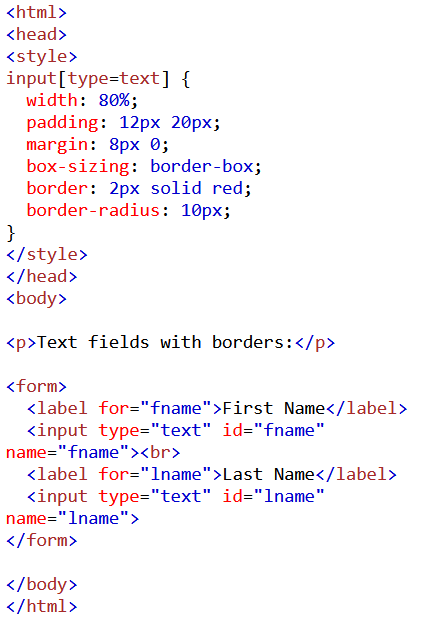 <html>
<head>
<style>
input[type=text] {
  width: 80%;
  padding: 12px 20px;
  margin: 8px 0;
  box-sizing: border-box;
  border: 2px solid red;
  border-radius: 10px;
}
</style>
</head>
<body>

<p>Text fields with borders:</p>

<form>
  <label for="fname">First Name</label>
  <input type="text" id="fname"
name="fname"><br>
  <label for="lname">Last Name</label>
  <input type="text" id="lname"
name="lname">
</form>

</body>
</html>